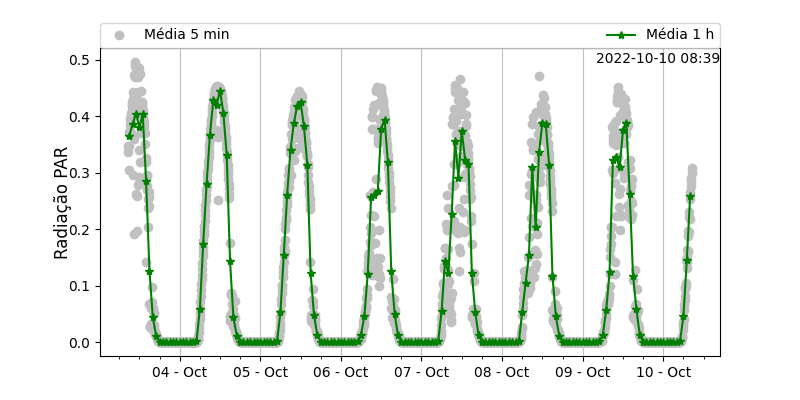 Média 5 min
Média 1 h
2022-10-10 08:39
Radiação PAR
0.5
0.4
0.3
0.2
0.1
0.0
04 - Oct
05 - Oct
06 - Oct
07 - Oct
08 - Oct
09 - Oct
10 - Oct